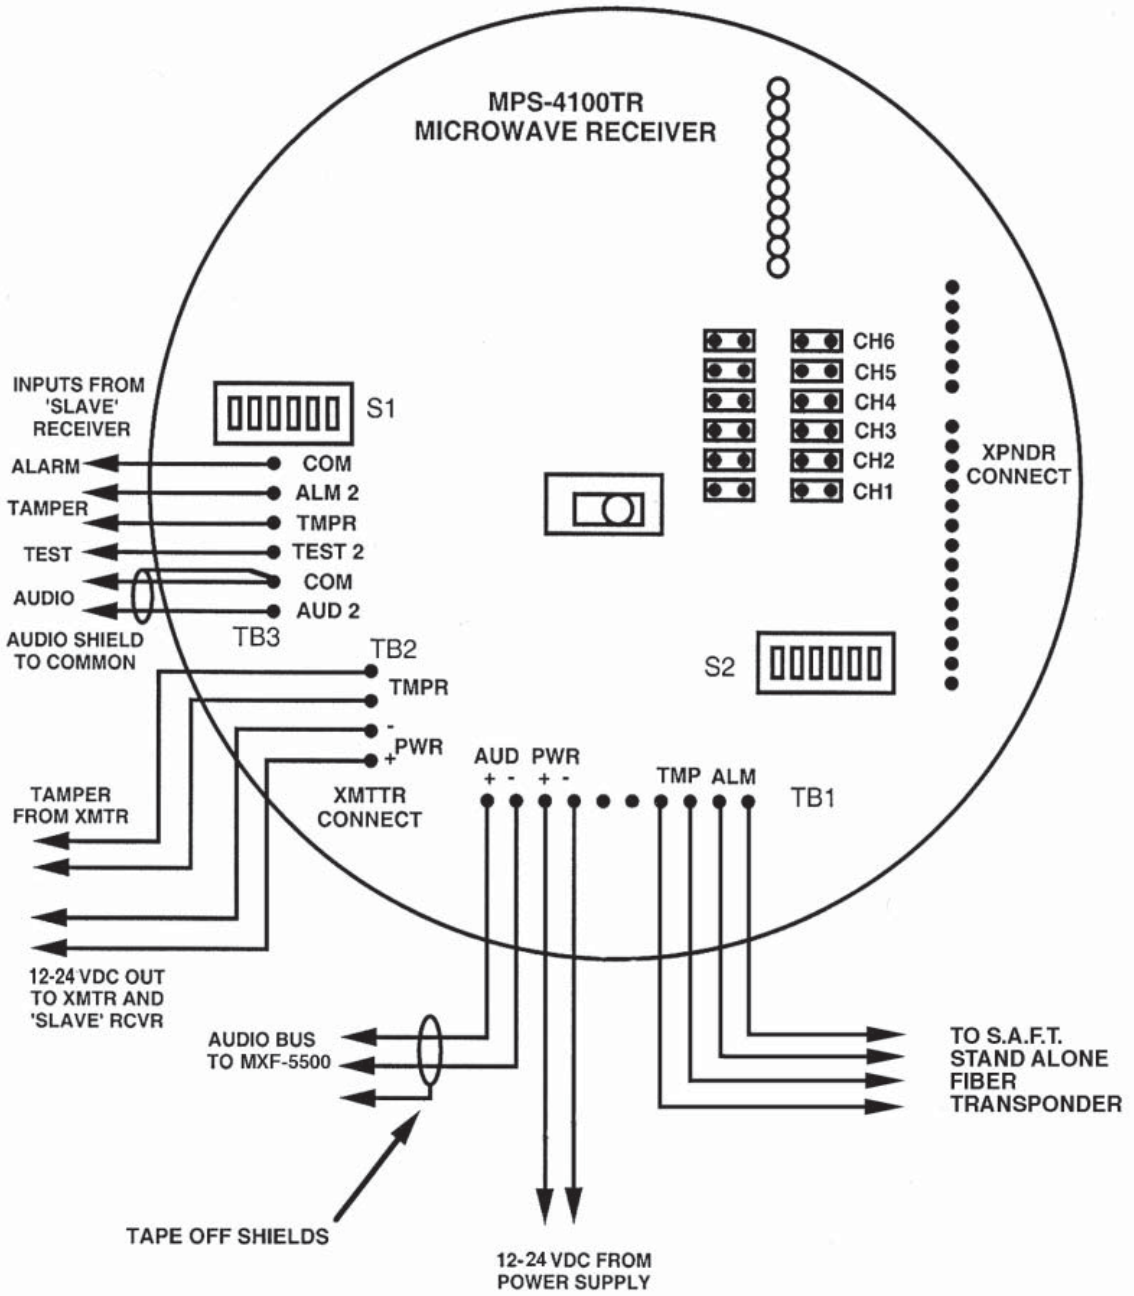 MPS-4100TR
MICROWAVE RECEIVER
CH6
CH5
CH4
CH3
CH2
CH1
XPNDR
CONNECT
INPUTS FROM
'SLAVE'
RECEIVER
S1
ALARM
COM
ALM 2
TAMPER
TMPR
TEST
TEST 2
COM
AUDIO
AUD 2
AUDIO SHIELD
TO COMMON
TB3
TB2
TMPR
-
PWR
+
S2
XMTTR
CONNECT
AUD PWR
+ - + -
TMP ALM
TB1
TAMPER
FROM XMTR
12-24 VDC OUT
TO XMTR AND
'SLAVE' RCVR
AUDIO BUS
TO MXF-5500
TO S.A.F.T.
STAND ALONE
FIBER
TRANSPONDER
TAPE OFF SHIELDS
12-24 VDC FROM
POWER SUPPLY